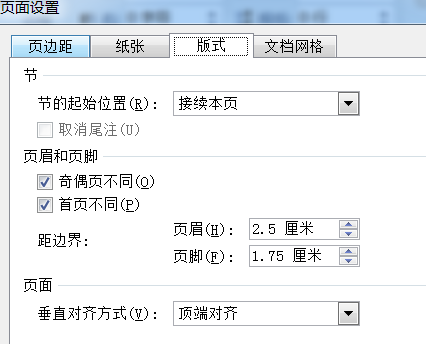 页面设置
页边距 纸张 版式 文档网格
节
节的起始位置(R): 接续本页
取消尾注(U)
页眉和页脚
奇偶页不同(O)
首页不同(P)
距边界: 页眉(H): 2.5 厘米
页脚(F): 1.75 厘米
页面
垂直对齐方式(V): 顶端对齐